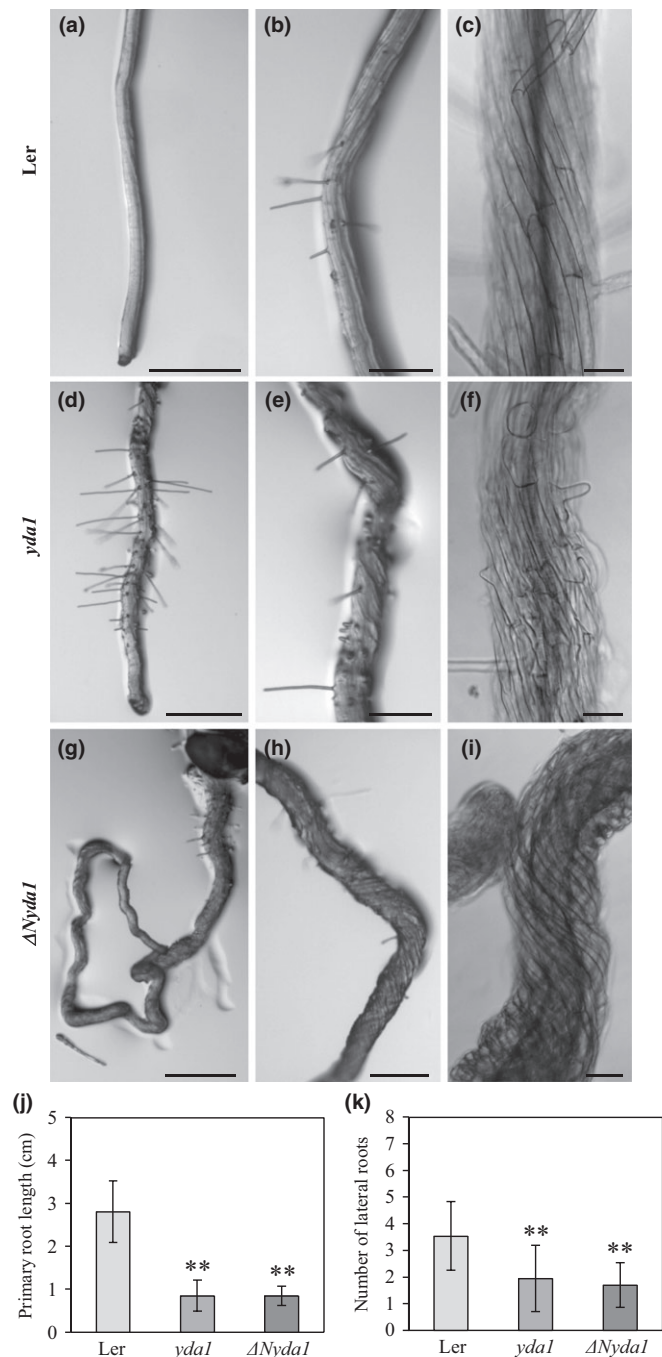 (a)
(b)
(c)
Ler
(d)
(e)
(f)
yda1
(g)
(h)
(i)
ΔNyda1
(j)
5
4
3
2
1
0
Primary root length (cm)
**
**
Ler
yda1
ΔNyda1
(k)
8
7
6
5
4
3
2
1
0
Number of lateral roots
**
**
Ler
yda1
ΔNyda1